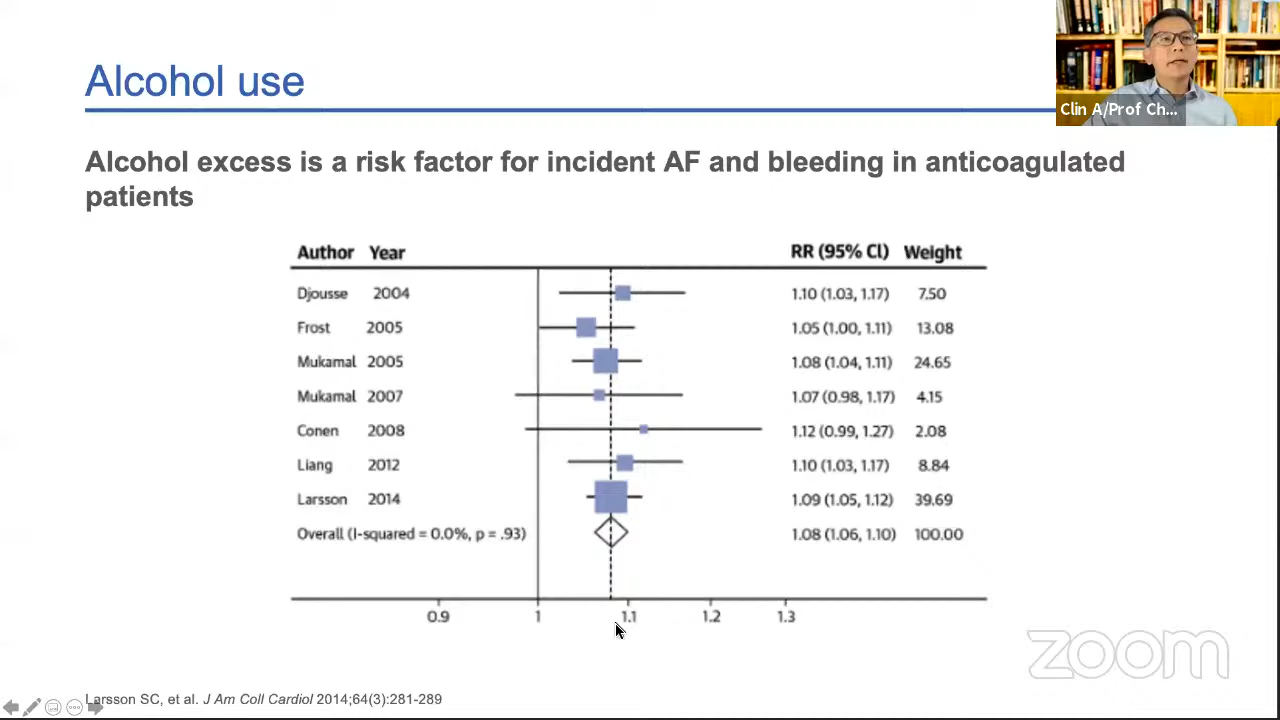 Alcohol use
Clin A/Prof Ch...
Alcohol excess is a risk factor for incident AF and bleeding in anticoagulated
patients
Author Year RR (95% CI) Weight
Djousse 2004 1.10 (1.03, 1.17) 7.50
Frost 2005 1.05 (1.00, 1.11) 13.08
Mukamal 2005 1.08 (1.04, 1.11) 24.65
Mukamal 2007 1.07 (0.98, 1.17) 4.15
Conen 2008 1.12 (0.99, 1.27) 2.08
Liang 2012 1.10 (1.03, 1.17) 8.84
Larsson 2014 1.09 (1.05, 1.12) 39.69
Overall (I-squared = 0.0%, p = .93) 1.08 (1.06, 1.10) 100.00
0.9 1 1.1 1.2 1.3
zoom
Larsson SC, et al. J Am Coll Cardiol 2014;64(3):281-289